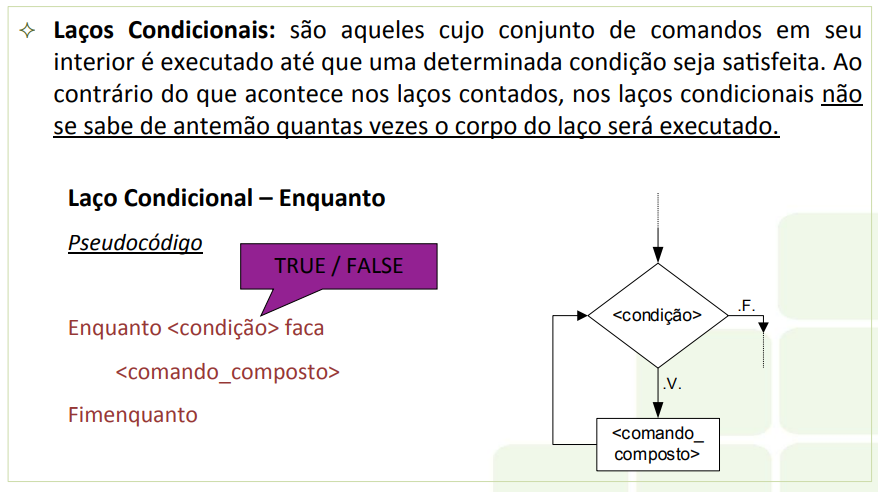 Laços Condicionais: são aqueles cujo conjunto de comandos em seu
interior é executado até que uma determinada condição seja satisfeita. Ao
contrário do que acontece nos laços contados, nos laços condicionais não
se sabe de antemão quantas vezes o corpo do laço será executado.
Laço Condicional – Enquanto
Pseudocódigo
TRUE / FALSE
Enquanto <condição> faca
<comando_composto>
Fimenquanto
<condição>
.F.
.V.
<comando_
composto>